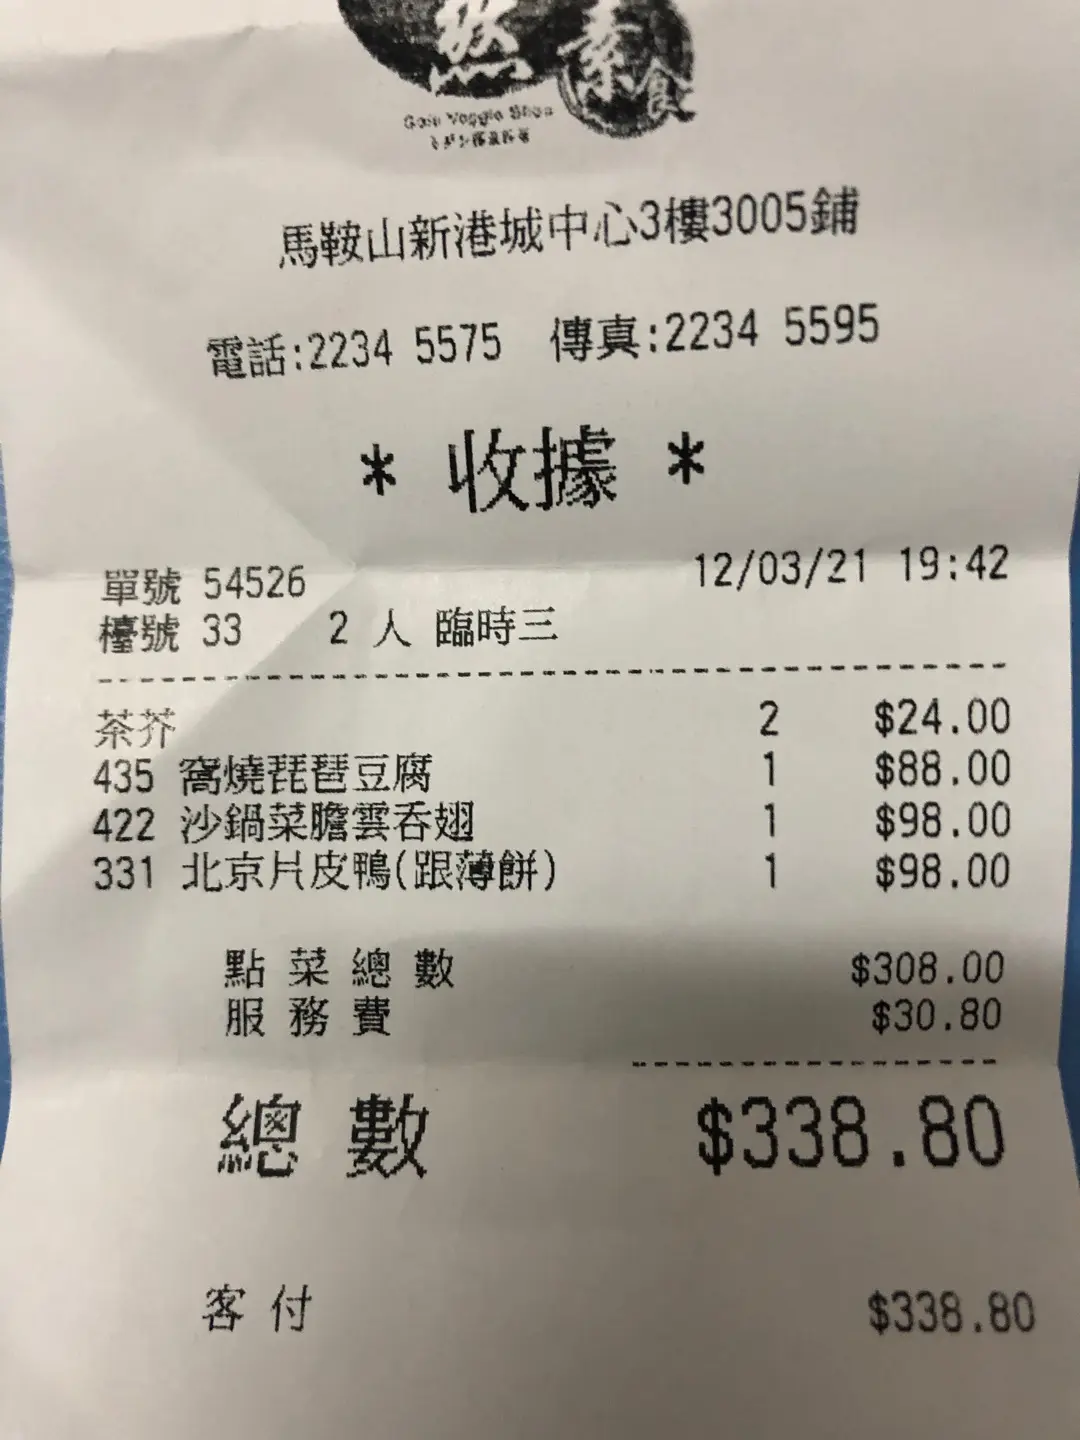 然素食
馬鞍山新港城中心3樓3005鋪
電話:2234 5575 傳真:2234 5595
* 收據 *
單號 54526 12/03/21 19:42
檯號 33 2 人 臨時三
茶芥 2 $24.00
435 窩燒琵琶豆腐 1 $88.00
422 沙鍋菜膽雲吞翅 1 $98.00
331 北京片皮鴨(跟薄餅) 1 $98.00
點菜總數 $308.00
服務費 $30.80
總數 $338.80
客付 $338.80